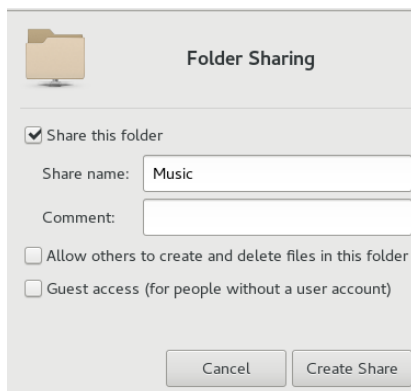 Folder Sharing
Share this folder
Share name: Music
Comment:
Allow others to create and delete files in this folder
Guest access (for people without a user account)
Cancel Create Share